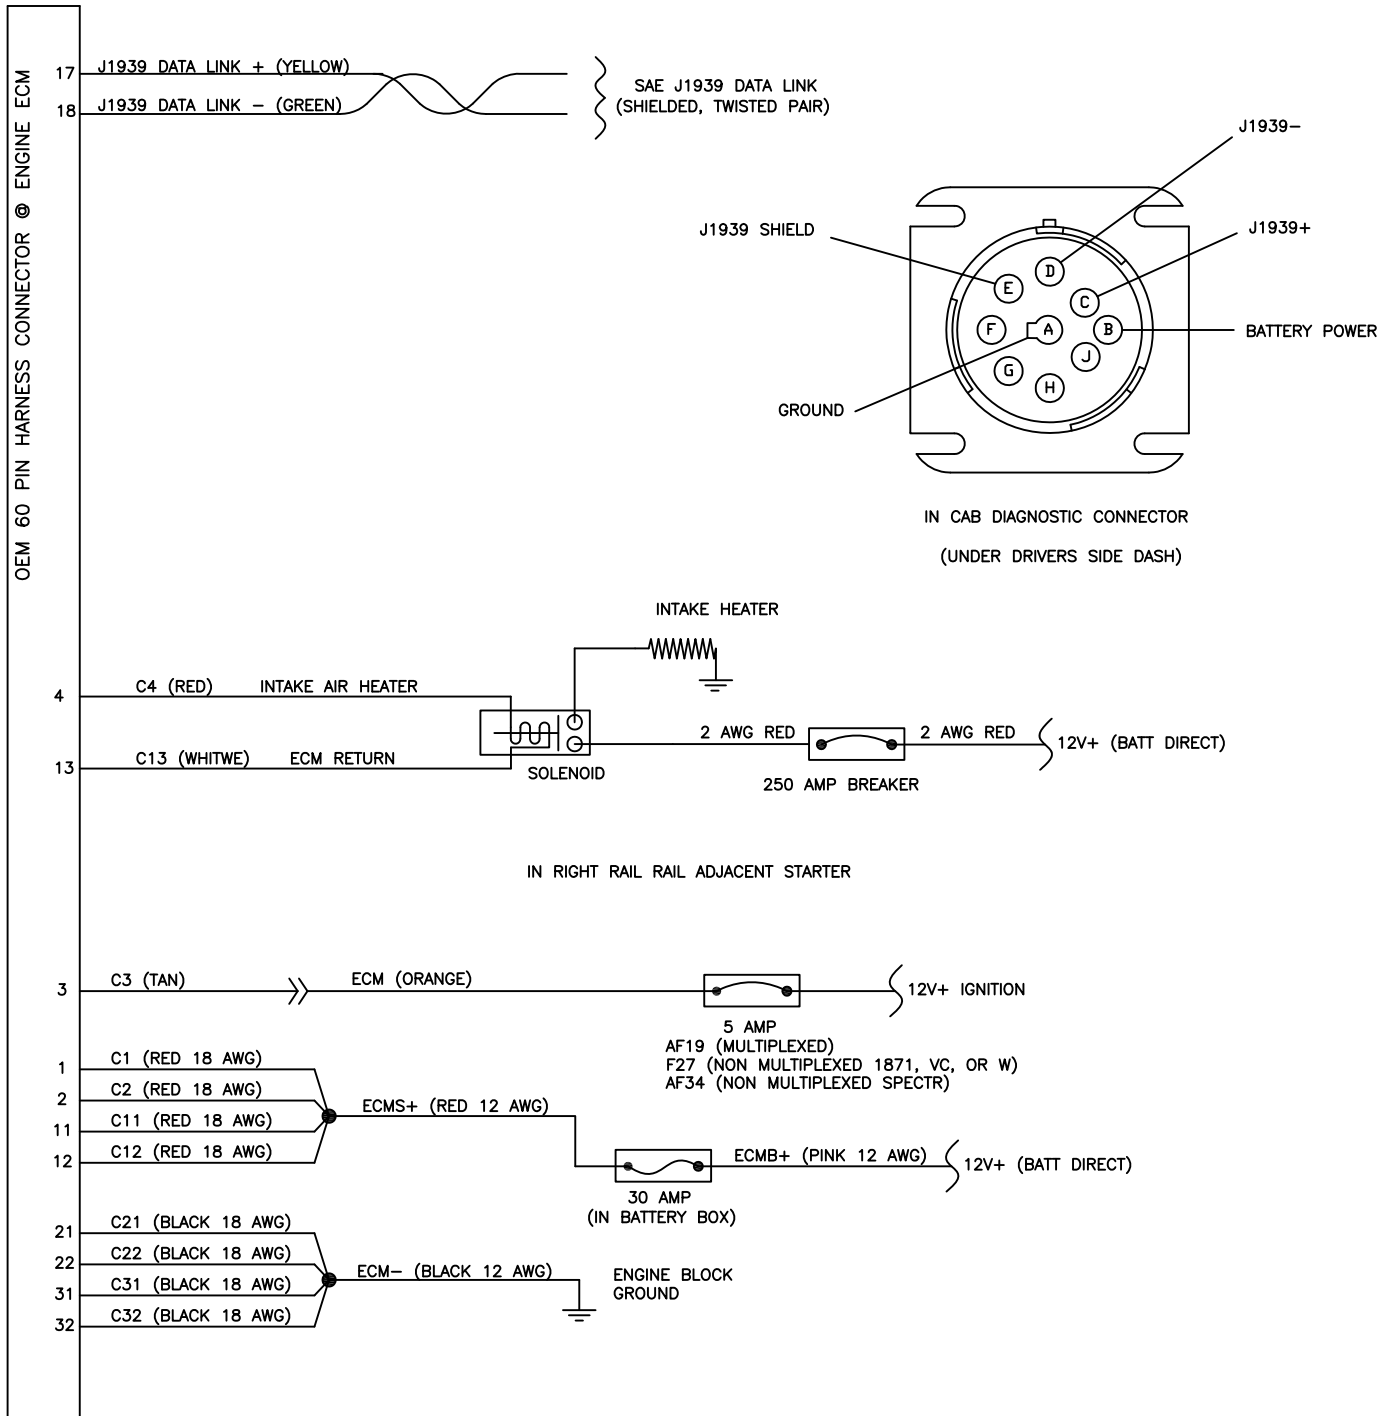 OEM 60 PIN HARNESS CONNECTOR @ ENGINE ECM
17 J1939 DATA LINK + (YELLOW)
18 J1939 DATA LINK – (GREEN)
SAE J1939 DATA LINK
(SHIELDED, TWISTED PAIR)
J1939–
J1939 SHIELD
J1939+
D
E
C
F
A
B
BATTERY POWER
J
G
H
GROUND
IN CAB DIAGNOSTIC CONNECTOR
(UNDER DRIVERS SIDE DASH)
INTAKE HEATER
4 C4 (RED) INTAKE AIR HEATER
2 AWG RED
2 AWG RED
12V+ (BATT DIRECT)
13 C13 (WHITWE) ECM RETURN
SOLENOID
250 AMP BREAKER
IN RIGHT RAIL RAIL ADJACENT STARTER
3 C3 (TAN)
ECM (ORANGE)
12V+ IGNITION
5 AMP
AF19 (MULTIPLEXED)
F27 (NON MULTIPLEXED 1871, VC, OR W)
AF34 (NON MULTIPLEXED SPECTR)
1 C1 (RED 18 AWG)
2 C2 (RED 18 AWG)
11 C11 (RED 18 AWG)
12 C12 (RED 18 AWG)
ECMS+ (RED 12 AWG)
ECMB+ (PINK 12 AWG)
12V+ (BATT DIRECT)
30 AMP
(IN BATTERY BOX)
21 C21 (BLACK 18 AWG)
22 C22 (BLACK 18 AWG)
31 C31 (BLACK 18 AWG)
32 C32 (BLACK 18 AWG)
ECM– (BLACK 12 AWG)
ENGINE BLOCK
GROUND